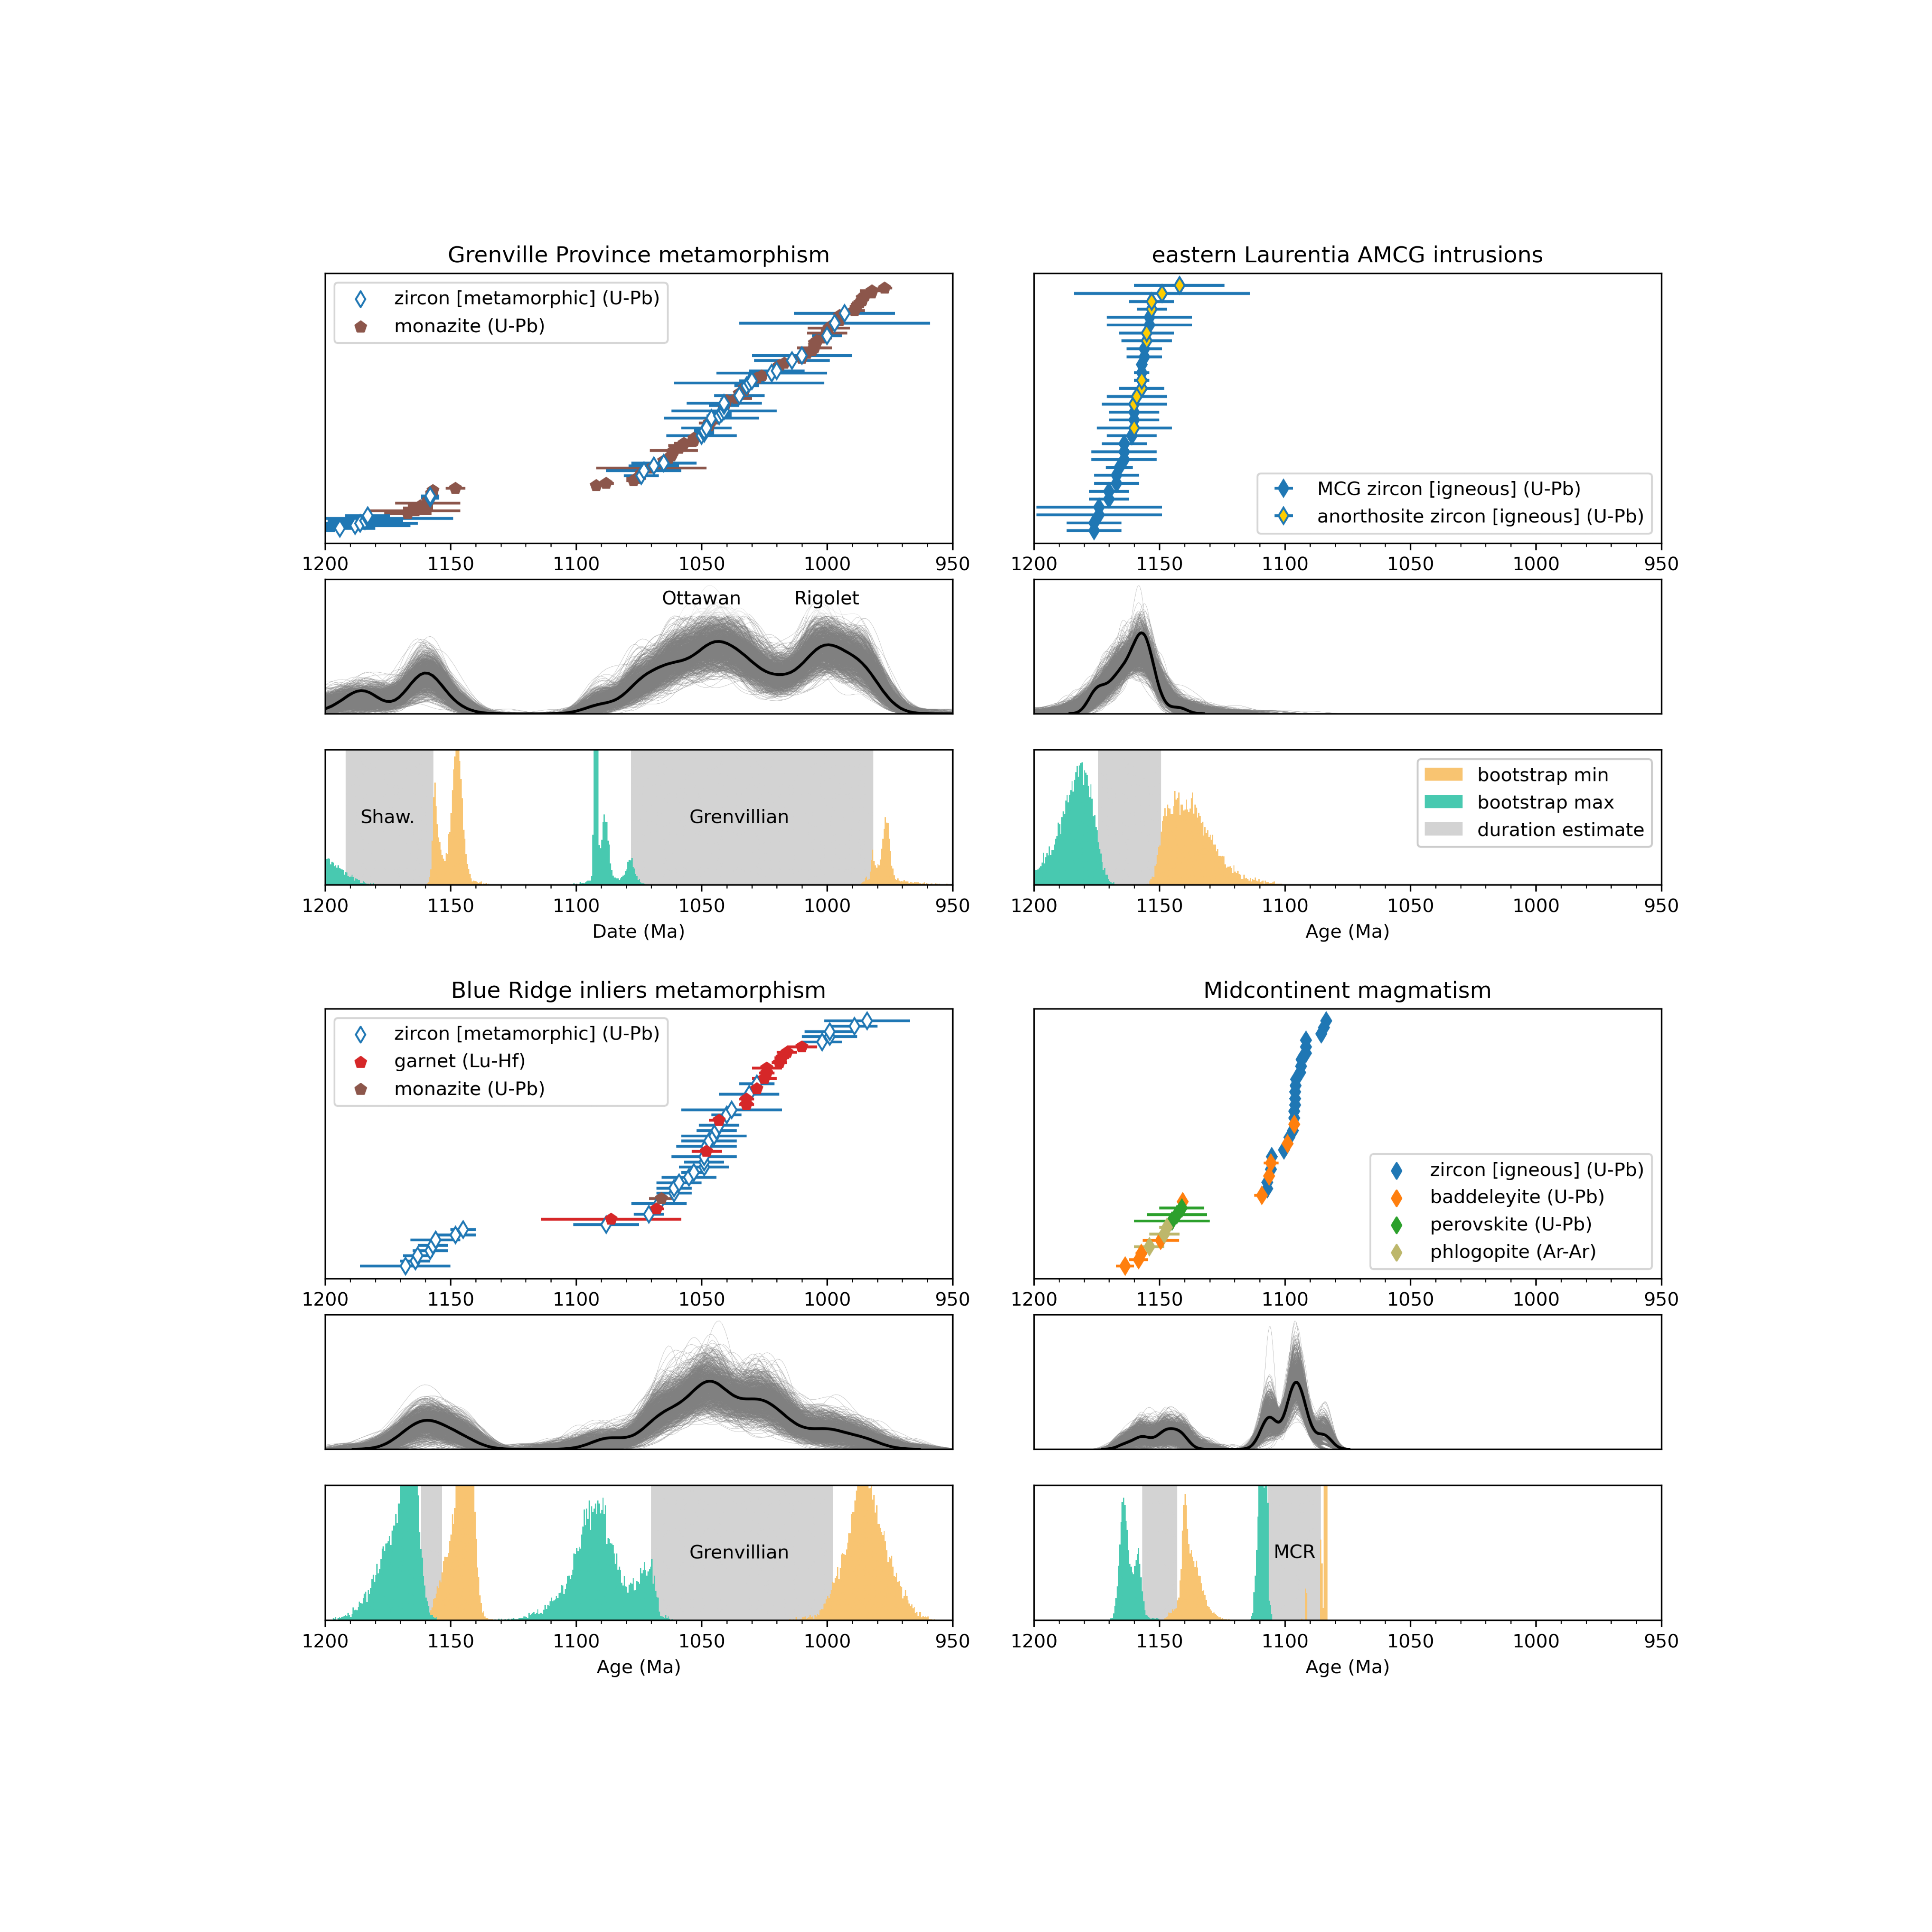 Grenville Province metamorphism
zircon [metamorphic] (U-Pb)
monazite (U-Pb)
1200 1150 1100 1050 1000 950
Ottawan Rigolet
Shaw. Grenvillian
1200 1150 1100 1050 1000 950
Date (Ma)
eastern Laurentia AMCG intrusions
MCG zircon [igneous] (U-Pb)
anorthosite zircon [igneous] (U-Pb)
1200 1150 1100 1050 1000 950
bootstrap min
bootstrap max
duration estimate
1200 1150 1100 1050 1000 950
Age (Ma)
Blue Ridge inliers metamorphism
zircon [metamorphic] (U-Pb)
garnet (Lu-Hf)
monazite (U-Pb)
1200 1150 1100 1050 1000 950
Grenvillian
1200 1150 1100 1050 1000 950
Age (Ma)
Midcontinent magmatism
zircon [igneous] (U-Pb)
baddeleyite (U-Pb)
perovskite (U-Pb)
phlogopite (Ar-Ar)
1200 1150 1100 1050 1000 950
MCR
1200 1150 1100 1050 1000 950
Age (Ma)